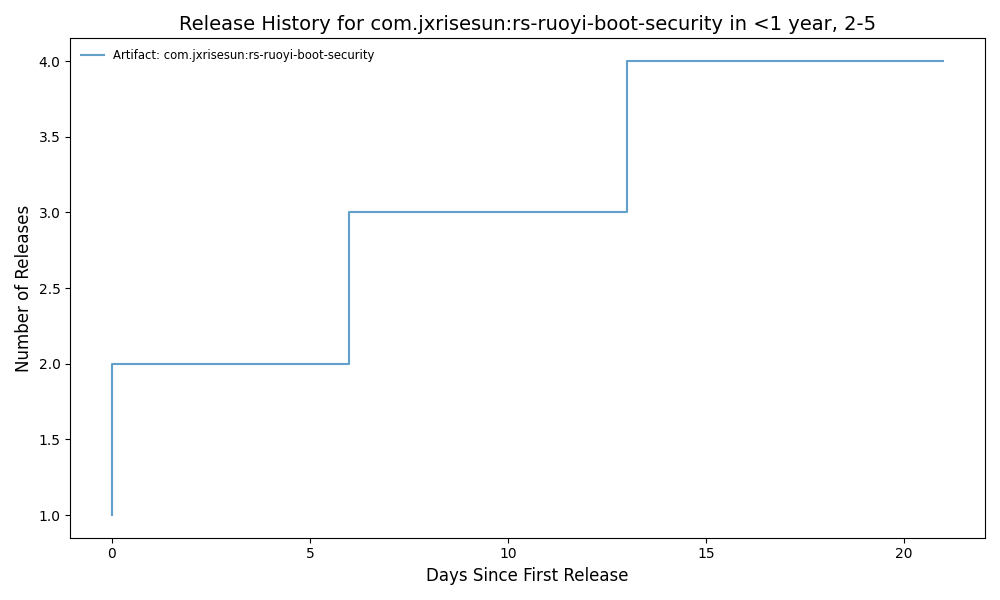 Release History for com.jxrisesun:rs-ruoyi-boot-security in <1 year, 2-5
Artifact: com.jxrisesun:rs-ruoyi-boot-security
Number of Releases
4.0
3.5
3.0
2.5
2.0
1.5
1.0
0 5 10 15 20
Days Since First Release